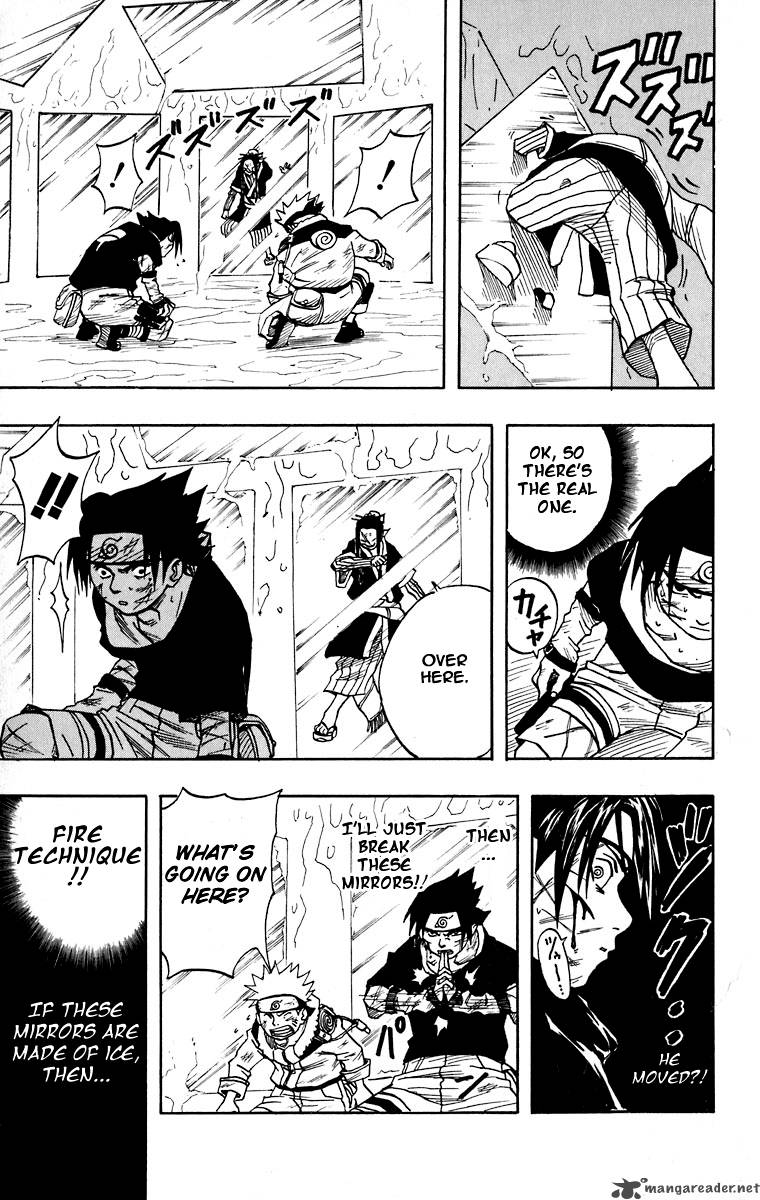 ズズズ
ズズズズ
!
!
OK, SO
THERE'S
THE REAL
ONE.
カチャ
OVER
HERE.
!!
バッ
HE
MOVED?!
THEN
...
I'LL JUST
BREAK
THESE
MIRRORS!!
WHAT'S
GOING ON
HERE?
パ
FIRE
TECHNIQUE
!!
IF THESE
MIRRORS ARE
MADE OF ICE,
THEN...
mangareader.net